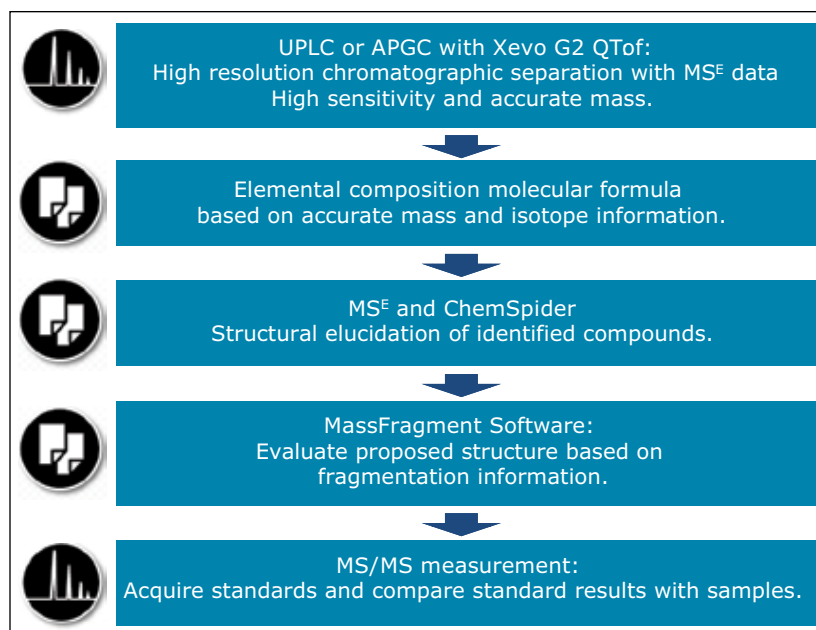 UPLC or APGC with Xevo G2 QTof:
High resolution chromatographic separation with MSᴱ data
High sensitivity and accurate mass.
Elemental composition molecular formula
based on accurate mass and isotope information.
MSᴱ and ChemSpider
Structural elucidation of identified compounds.
MassFragment Software:
Evaluate proposed structure based on
fragmentation information.
MS/MS measurement:
Acquire standards and compare standard results with samples.